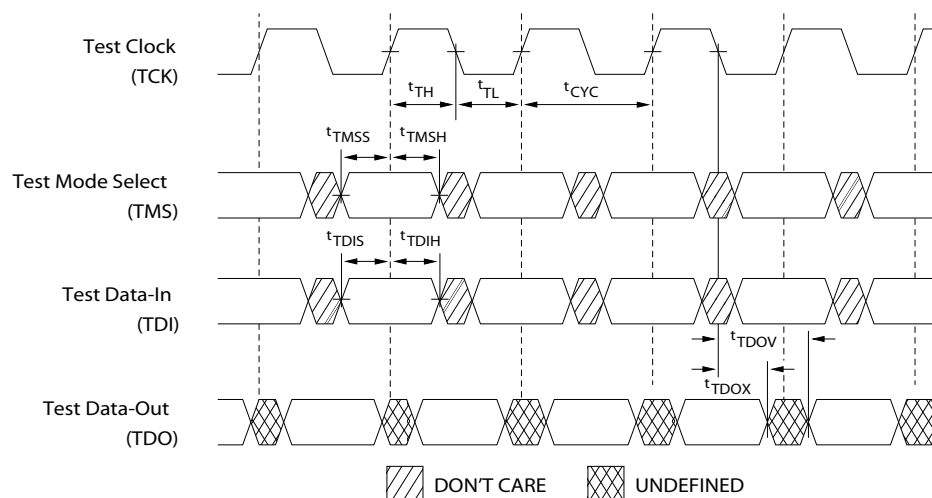 Test Clock
(TCK)
tTH
tTL
tCYC
tTMSS
tTMSH
Test Mode Select
(TMS)
tTDIS
tTDIH
Test Data-In
(TDI)
tTDOV
tTDOX
Test Data-Out
(TDO)
DON'T CARE
UNDEFINED